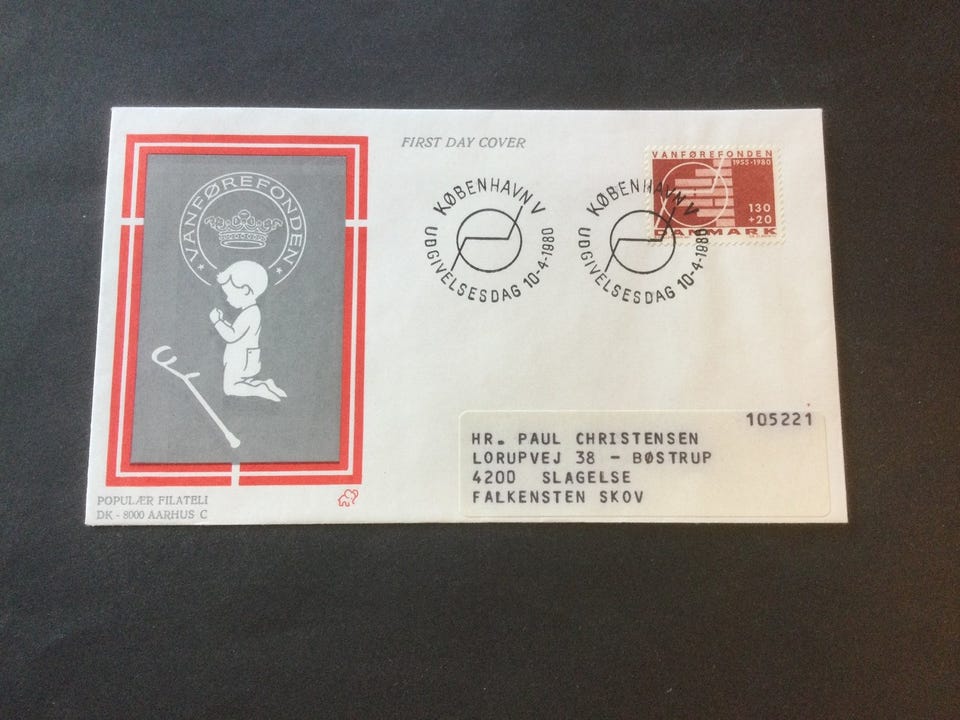 FIRST DAY COVER
★ VANFØREFONDEN ★
KØBENHAVN V
UDGIVELSESDAG 10-4-1980
KØBENHAVN V
UDGIVELSESDAG 10-4-1980
VANFØREFONDEN
1955-1980
130
+20
DANMARK
105221
HR. PAUL CHRISTENSEN
LORUPVEJ 38 - BØSTRUP
4200 SLAGELSE
FALKENSTEN SKOV
POPULÆR FILATELI
DK - 8000 AARHUS C